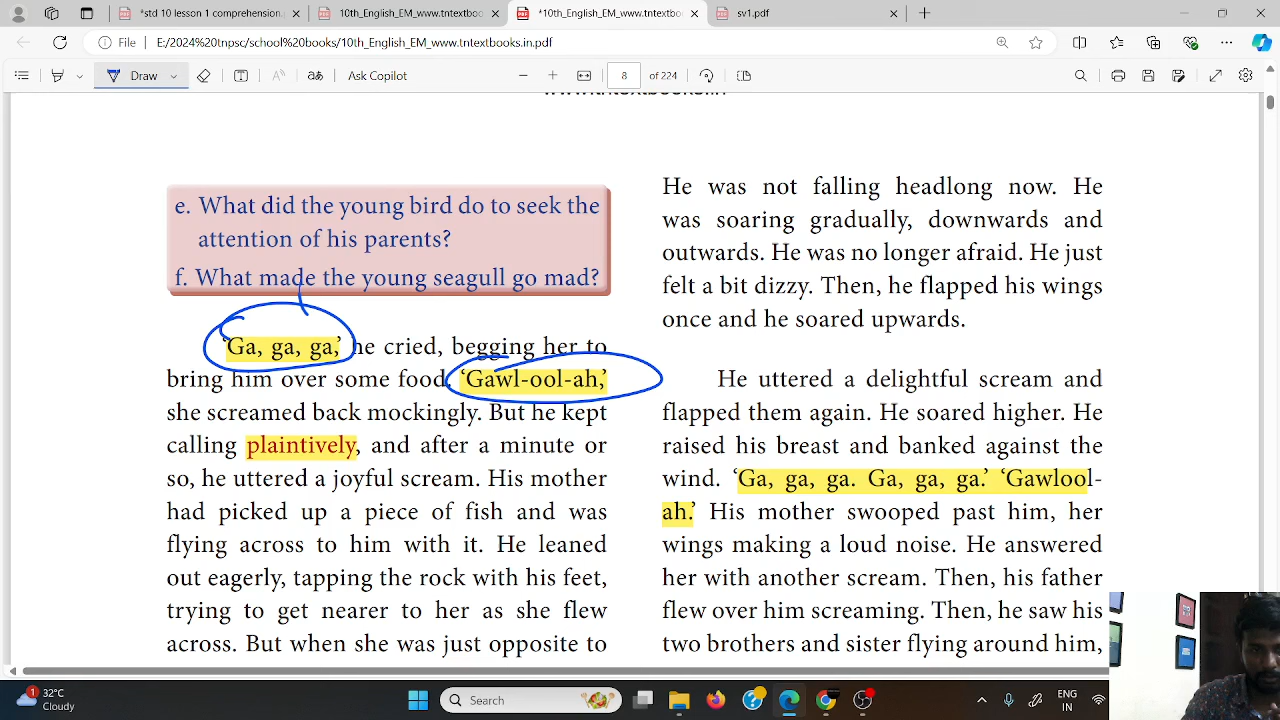 *std 10 lesson 1 comprehension.
10th_English_EM_www.tntextbooks.in.pdf
*10th_English_EM_www.tntextbooks.
sv1.pdf
File
E:/2024%20tnpsc/school%20books/10th_English_EM_www.tntextbooks.in.pdf
Draw
Ask Copilot
8
of 224
www.tntextbooks.in
e. What did the young bird do to seek the
attention of his parents?
f. What made the young seagull go mad?
‘Ga, ga, ga,’ he cried, begging her to
bring him over some food. ‘Gawl-ool-ah,’
she screamed back mockingly. But he kept
calling plaintively, and after a minute or
so, he uttered a joyful scream. His mother
had picked up a piece of fish and was
flying across to him with it. He leaned
out eagerly, tapping the rock with his feet,
trying to get nearer to her as she flew
across. But when she was just opposite to
He was not falling headlong now. He
was soaring gradually, downwards and
outwards. He was no longer afraid. He just
felt a bit dizzy. Then, he flapped his wings
once and he soared upwards.
He uttered a delightful scream and
flapped them again. He soared higher. He
raised his breast and banked against the
wind. ‘Ga, ga, ga. Ga, ga, ga.’ ‘Gawlool-
ah.’ His mother swooped past him, her
wings making a loud noise. He answered
her with another scream. Then, his father
flew over him screaming. Then, he saw his
two brothers and sister flying around him,
1
32°C
Cloudy
Search
ENG
IN